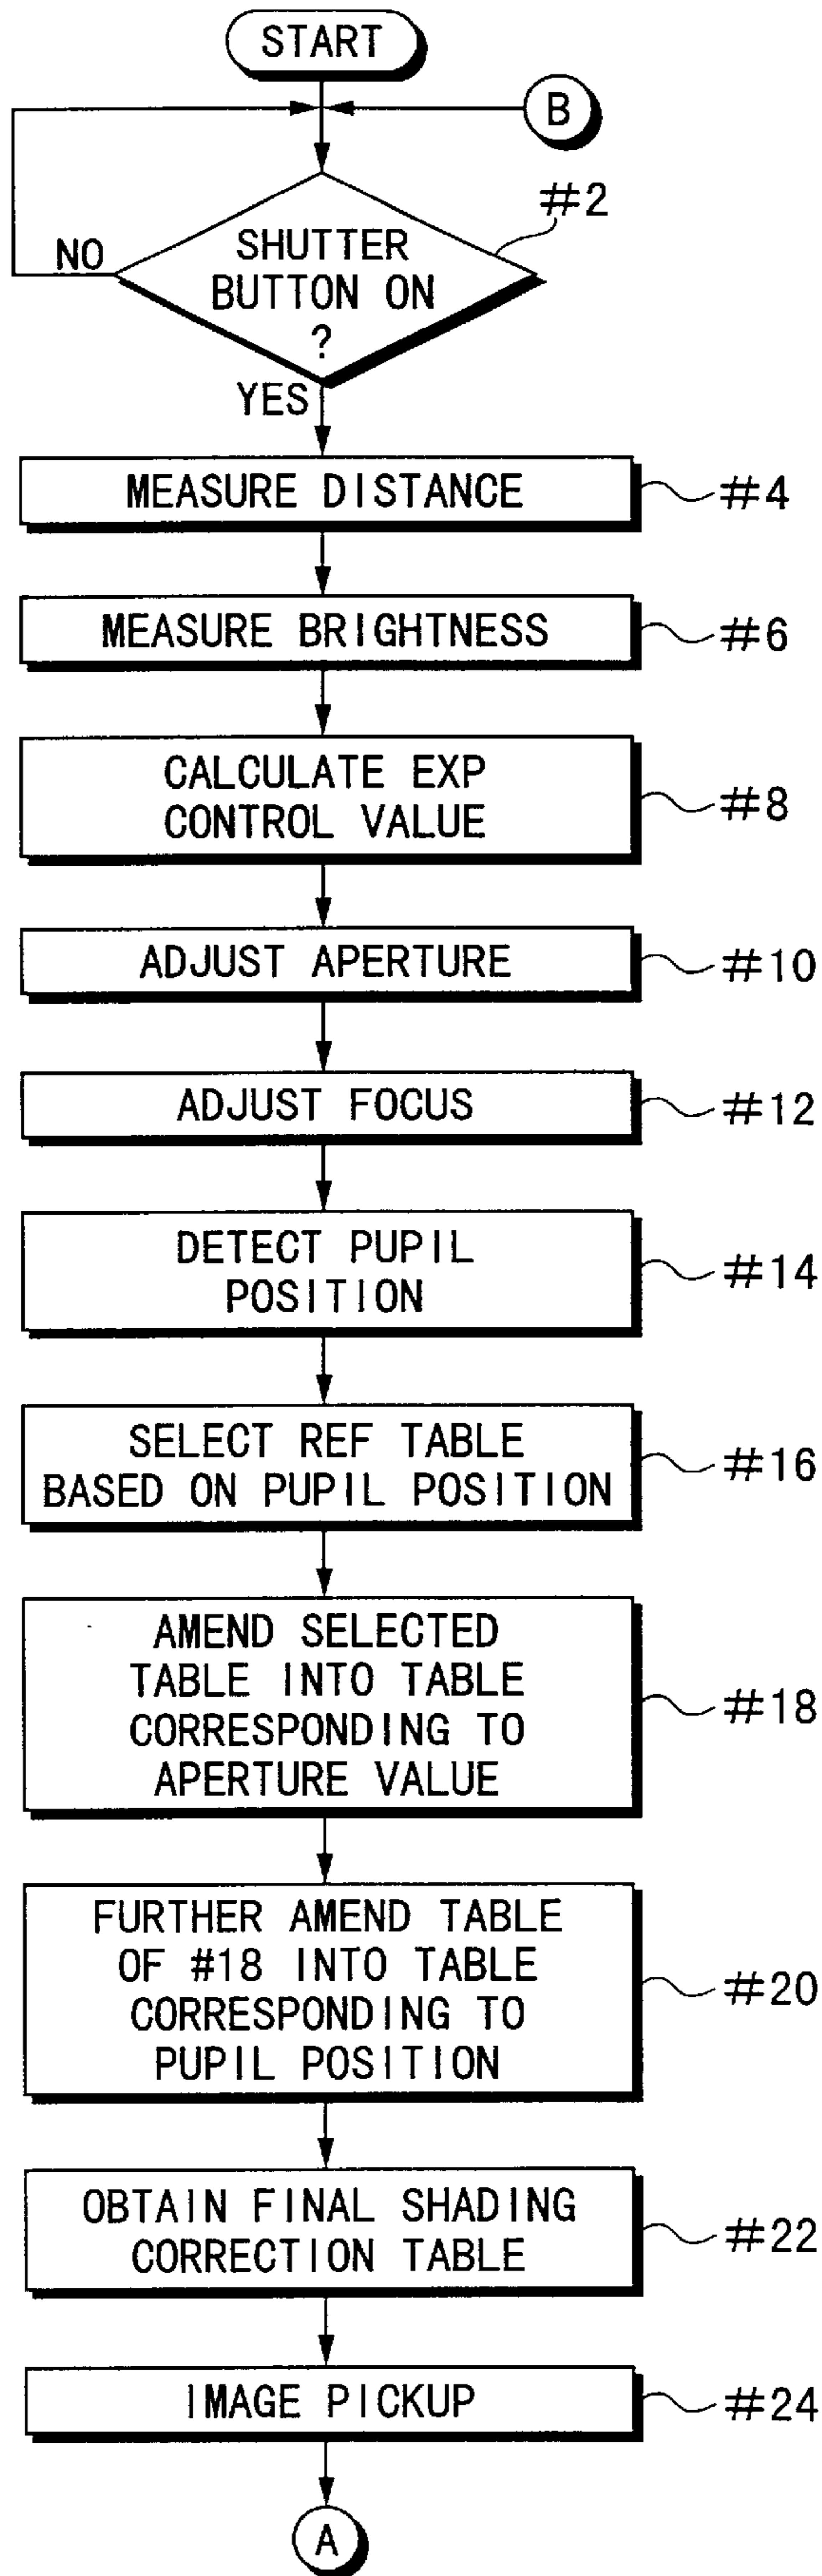 START
B
#2
SHUTTER
BUTTON ON
?
NO
YES
MEASURE DISTANCE
#4
MEASURE BRIGHTNESS
#6
CALCULATE EXP
CONTROL VALUE
#8
ADJUST APERTURE
#10
ADJUST FOCUS
#12
DETECT PUPIL
POSITION
#14
SELECT REF TABLE
BASED ON PUPIL POSITION
#16
AMEND SELECTED
TABLE INTO TABLE
CORRESPONDING TO
APERTURE VALUE
#18
FURTHER AMEND TABLE
OF #18 INTO TABLE
CORRESPONDING TO
PUPIL POSITION
#20
OBTAIN FINAL SHADING
CORRECTION TABLE
#22
IMAGE PICKUP
#24
A